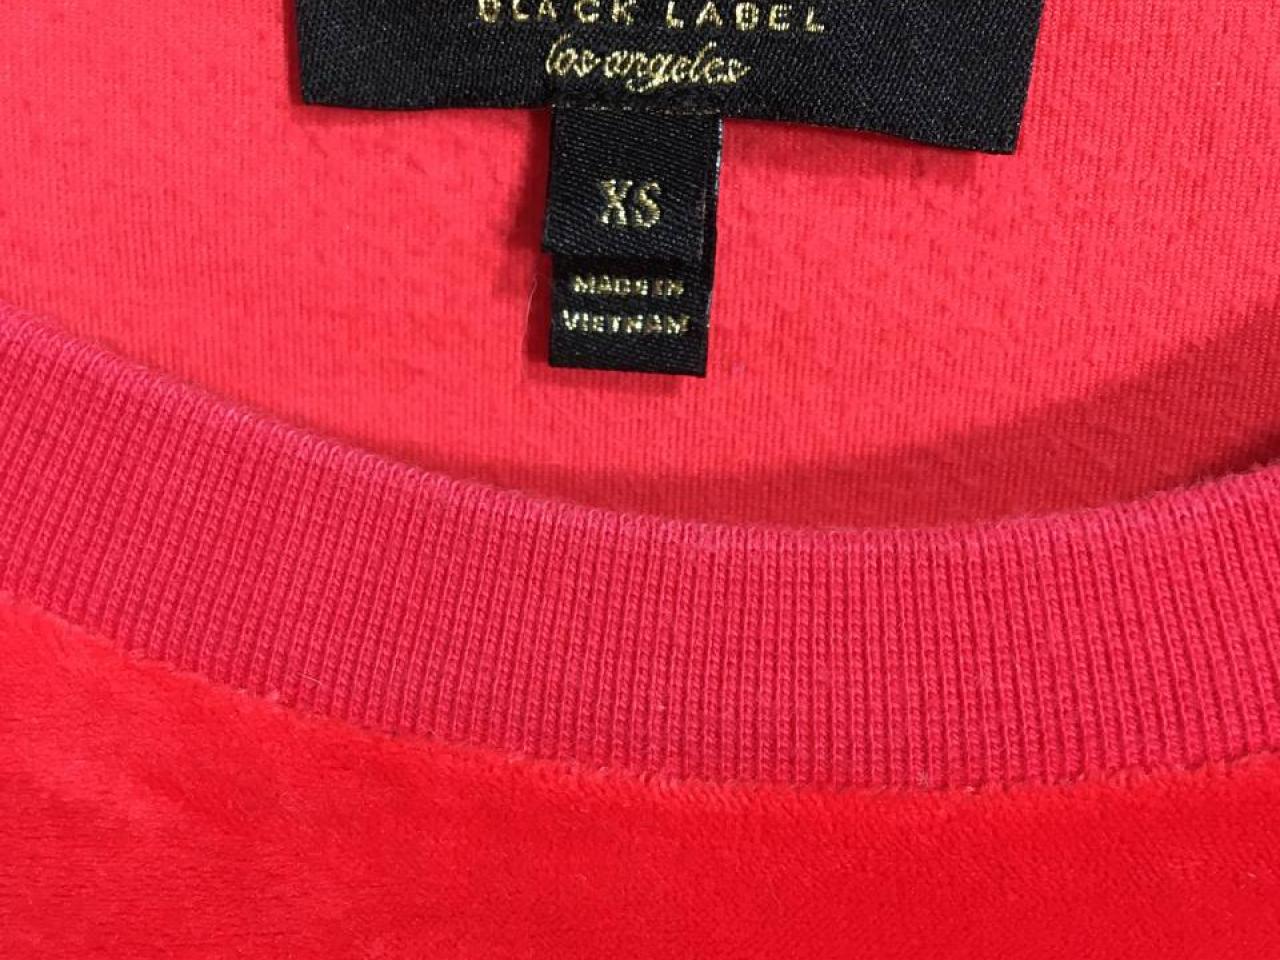 BLACK LABEL
los angeles
XS
MADE IN
VIETNAM